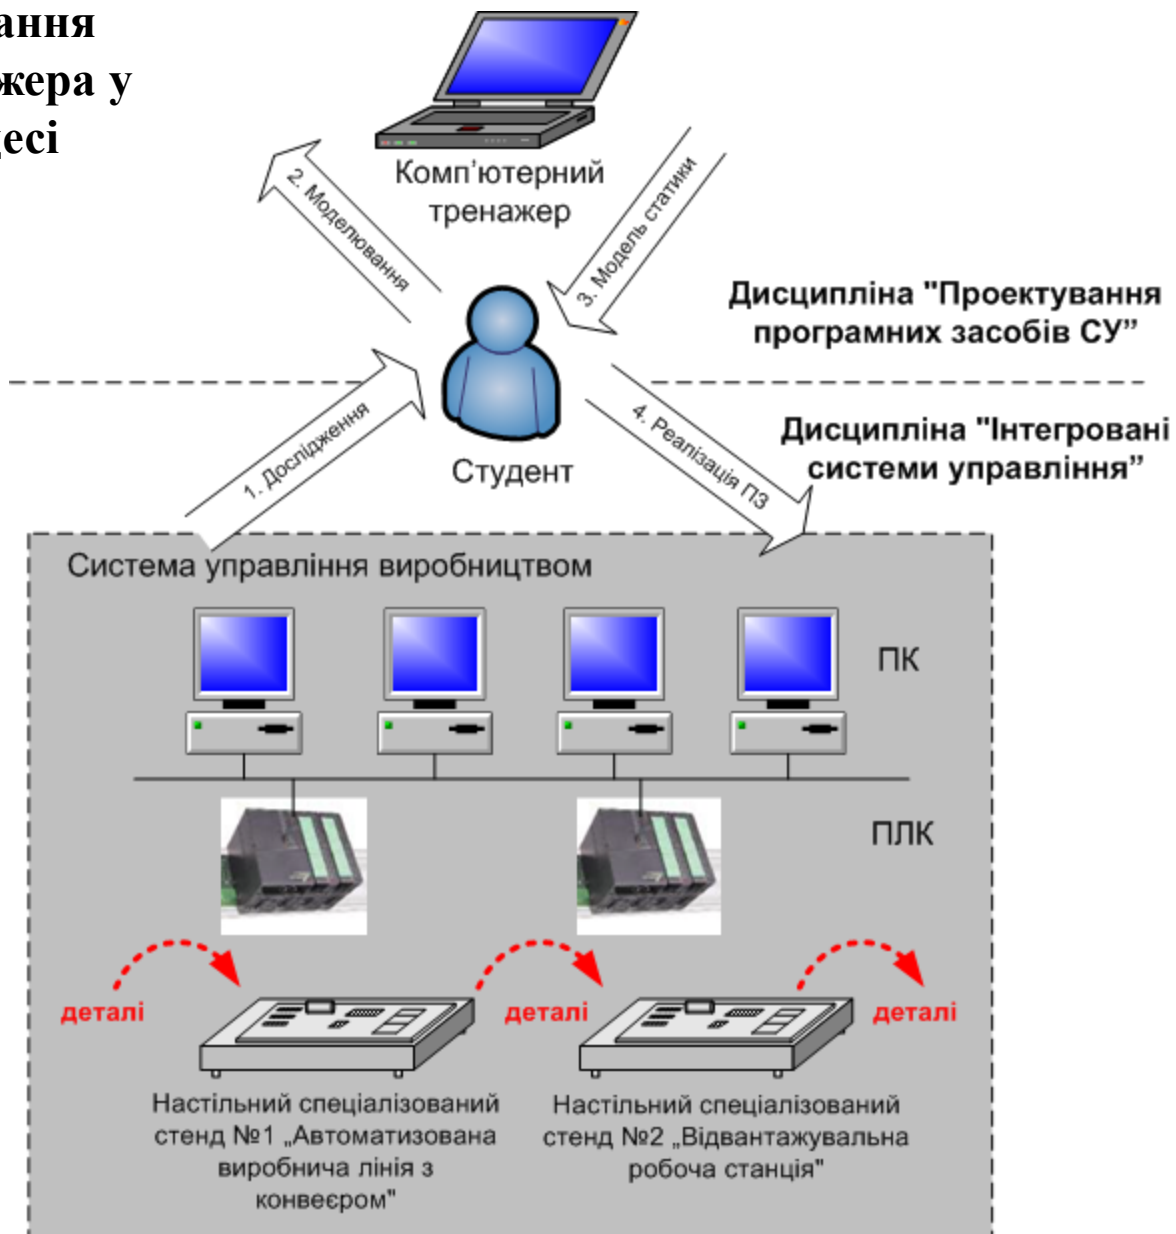 ання
жера у
цесі
Комп'ютерний
тренажер
2. Моделювання
3. Модель статики
Дисципліна "Проектування
програмних засобів СУ”
1. Дослідження
4. Реалізація ПЗ
Студент
Дисципліна "Інтегровані
системи управління”
Система управління виробництвом
ПК
ПЛК
деталі
деталі
деталі
Настільний спеціалізований
стенд №1 „Автоматизована
виробнича лінія з
конвеєром"
Настільний спеціалізований
стенд №2 „Відвантажувальна
робоча станція"